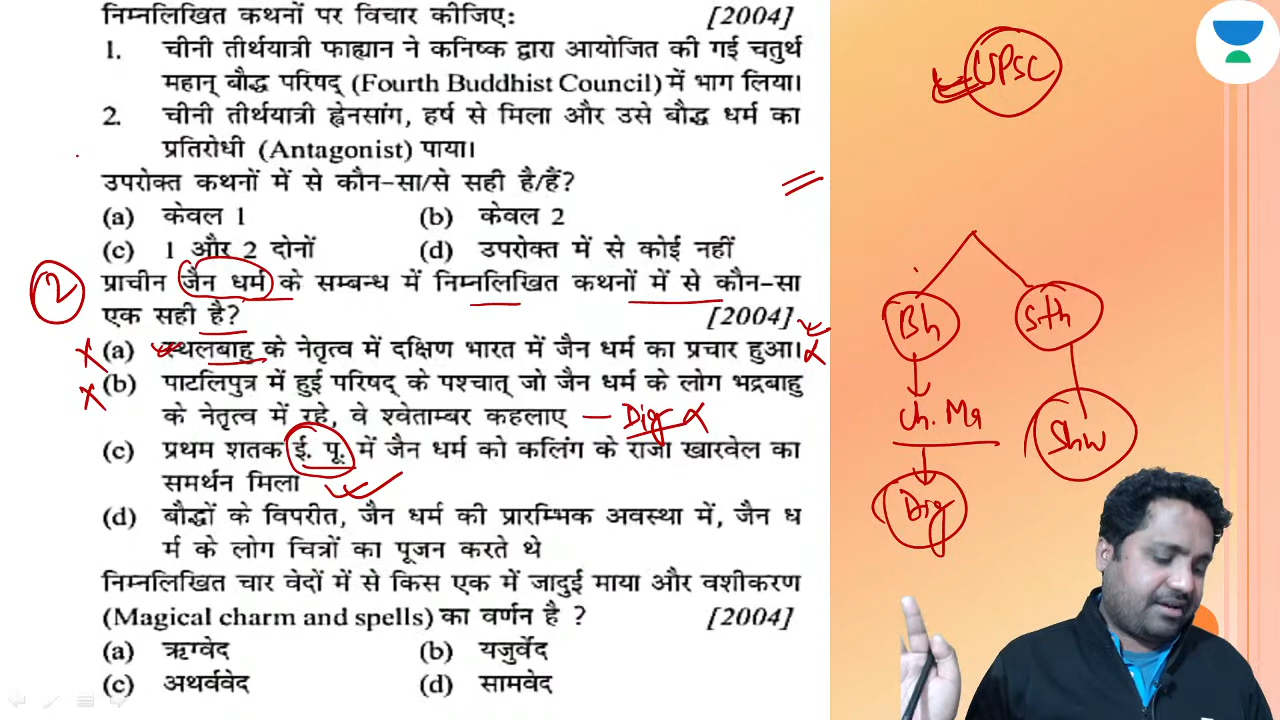 निम्नलिखित कथनों पर विचार कीजिए: [2004]
1. चीनी तीर्थयात्री फाह्यान ने कनिष्क द्वारा आयोजित की गई चतुर्थ
महान् बौद्ध परिषद् (Fourth Buddhist Council) में भाग लिया।
2. चीनी तीर्थयात्री ह्वेनसांग, हर्ष से मिला और उसे बौद्ध धर्म का
प्रतिरोधी (Antagonist) पाया।
उपरोक्त कथनों में से कौन-सा/से सही है/हैं?
(a) केवल 1 (b) केवल 2
(c) 1 और 2 दोनों (d) उपरोक्त में से कोई नहीं
2 प्राचीन जैन धर्म के सम्बन्ध में निम्नलिखित कथनों में से कौन-सा
एक सही है? [2004]
(a) स्थलबाहु के नेतृत्व में दक्षिण भारत में जैन धर्म का प्रचार हुआ।
(b) पाटलिपुत्र में हुई परिषद् के पश्चात् जो जैन धर्म के लोग भद्रबाहु
के नेतृत्व में रहे, वे श्वेताम्बर कहलाए – Dig
(c) प्रथम शतक ई. पू. में जैन धर्म को कलिंग के राजा खारवेल का
समर्थन मिला
(d) बौद्धों के विपरीत, जैन धर्म की प्रारम्भिक अवस्था में, जैन ध
र्म के लोग चित्रों का पूजन करते थे
निम्नलिखित चार वेदों में से किस एक में जादुई माया और वशीकरण
(Magical charm and spells) का वर्णन है ? [2004]
(a) ऋग्वेद (b) यजुर्वेद
(c) अथर्ववेद (d) सामवेद
UPSC
Bh Sth
Ch. Ma
Shw
Dig